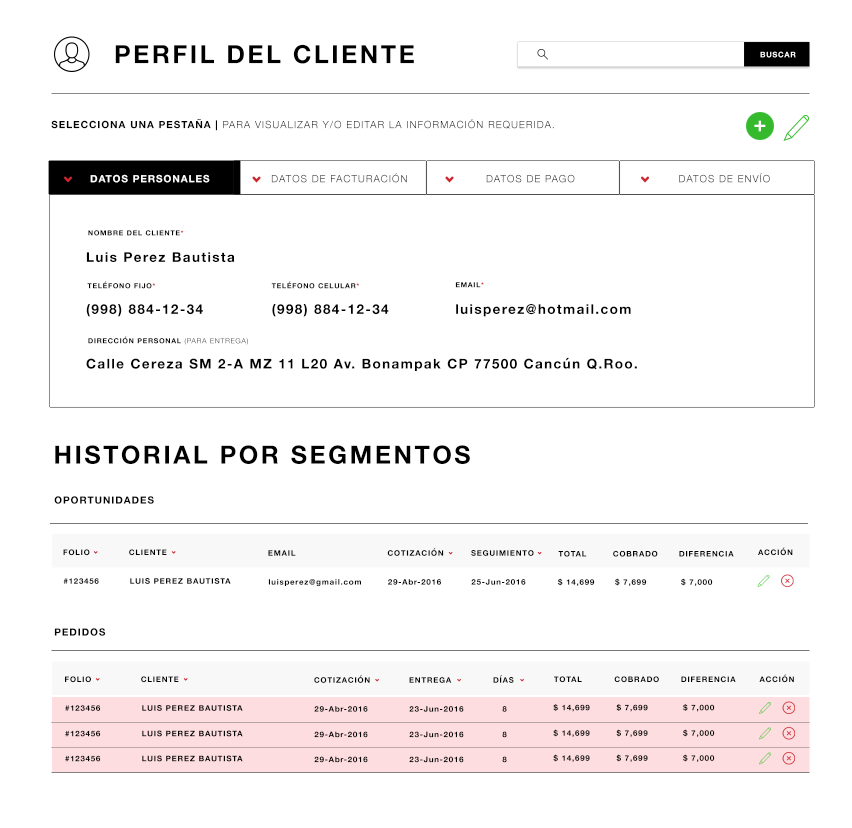 PERFIL DEL CLIENTE
BUSCAR
SELECCIONA UNA PESTAÑA | PARA VISUALIZAR Y/O EDITAR LA INFORMACIÓN REQUERIDA.
DATOS PERSONALES DATOS DE FACTURACIÓN DATOS DE PAGO DATOS DE ENVÍO
NOMBRE DEL CLIENTE*
Luis Perez Bautista
TELÉFONO FIJO* TELÉFONO CELULAR* EMAIL*
(998) 884-12-34 (998) 884-12-34 luisperez@hotmail.com
DIRECCIÓN PERSONAL (PARA ENTREGA)
Calle Cereza SM 2-A MZ 11 L20 Av. Bonampak CP 77500 Cancún Q.Roo.
HISTORIAL POR SEGMENTOS
OPORTUNIDADES
FOLIO CLIENTE EMAIL COTIZACIÓN SEGUIMIENTO TOTAL COBRADO DIFERENCIA ACCIÓN
#123456 LUIS PEREZ BAUTISTA luisperez@gmail.com 29-Abr-2016 25-Jun-2016 $ 14,699 $ 7,699 $ 7,000
PEDIDOS
FOLIO CLIENTE COTIZACIÓN ENTREGA DÍAS TOTAL COBRADO DIFERENCIA ACCIÓN
#123456 LUIS PEREZ BAUTISTA 29-Abr-2016 23-Jun-2016 8 $ 14,699 $ 7,699 $ 7,000
#123456 LUIS PEREZ BAUTISTA 29-Abr-2016 23-Jun-2016 8 $ 14,699 $ 7,699 $ 7,000
#123456 LUIS PEREZ BAUTISTA 29-Abr-2016 23-Jun-2016 8 $ 14,699 $ 7,699 $ 7,000